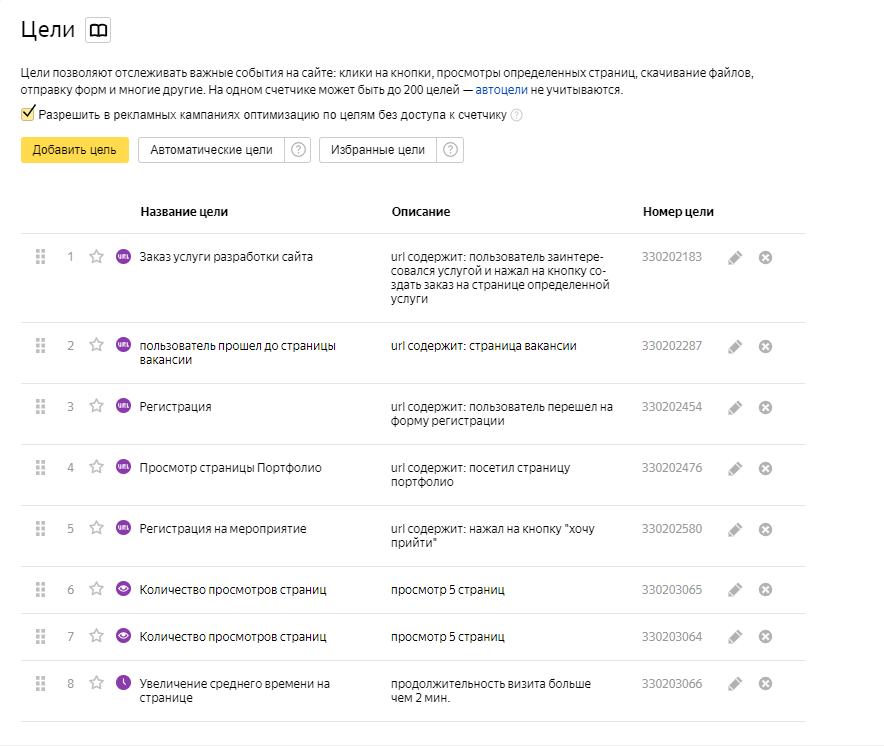 Цели
Цели позволяют отслеживать важные события на сайте: клики на кнопки, просмотры определенных страниц, скачивание файлов,
отправку форм и многие другие. На одном счетчике может быть до 200 целей — автоцели не учитываются.
Разрешить в рекламных кампаниях оптимизацию по целям без доступа к счетчику ?
Добавить цель Автоматические цели ? Избранные цели ?
Название цели Описание Номер цели
1 URL Заказ услуги разработки сайта url содержит: пользователь заинтере- 330202183
совался услугой и нажал на кнопку со-
здать заказ на странице определенной
услуги
2 URL пользователь прошел до страницы url содержит: страница вакансии 330202287
вакансии
3 URL Регистрация url содержит: пользователь перешел на 330202454
форму регистрации
4 URL Просмотр страницы Портфолио url содержит: посетил страницу 330202476
портфолио
5 URL Регистрация на мероприятие url содержит: нажал на кнопку "хочу 330202580
прийти"
6 Количество просмотров страниц просмотр 5 страниц 330203065
7 Количество просмотров страниц просмотр 5 страниц 330203064
8 Увеличение среднего времени на продолжительность визита больше 330203066
странице чем 2 мин.